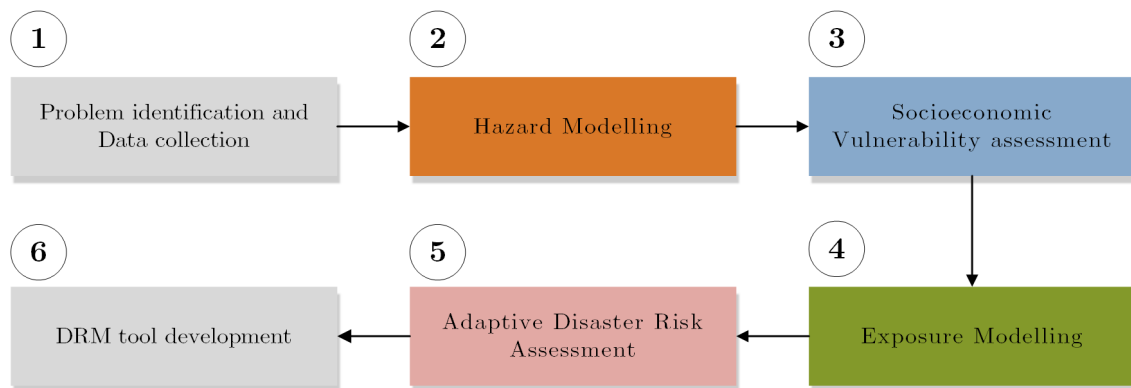 1
Problem identification and
Data collection
2
Hazard Modelling
3
Socioeconomic
Vulnerability assessment
4
Exposure Modelling
5
Adaptive Disaster Risk
Assessment
6
DRM tool development